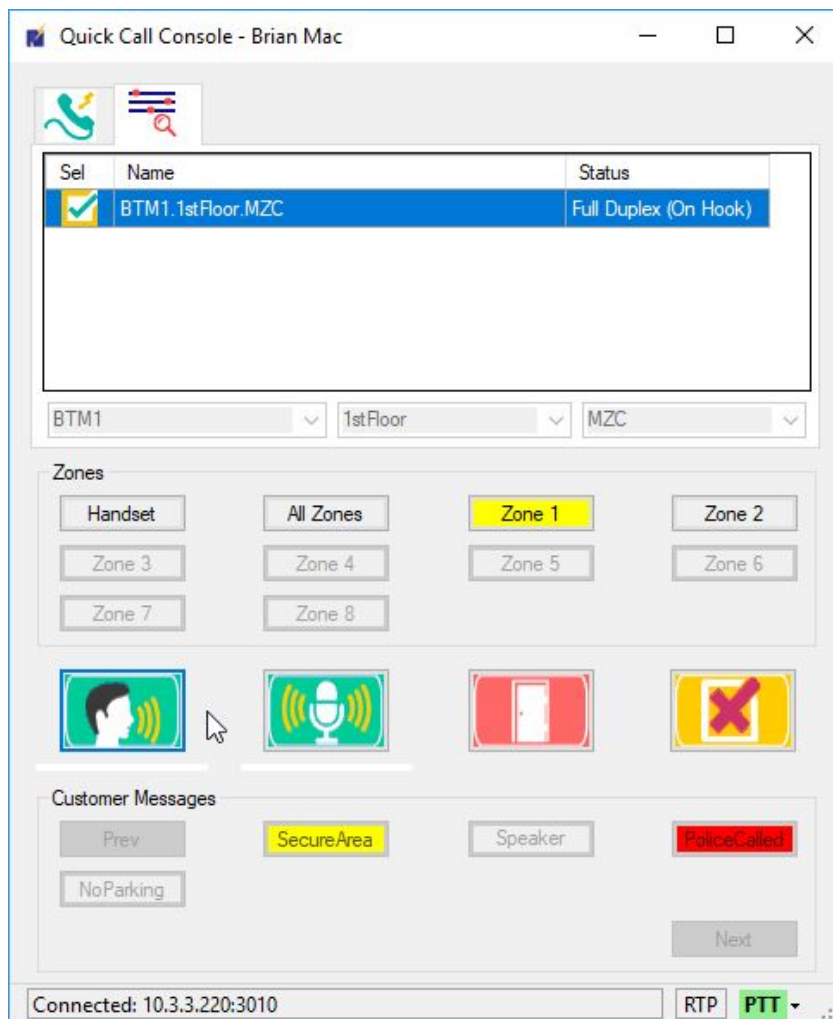 Quick Call Console - Brian Mac
Sel Name Status
BTM1.1stFloor.MZC Full Duplex (On Hook)
BTM1 1stFloor MZC
Zones
Handset All Zones Zone 1 Zone 2
Zone 3 Zone 4 Zone 5 Zone 6
Zone 7 Zone 8
Customer Messages
Prev SecureArea Speaker PoliceCalled
NoParking
Next
Connected: 10.3.3.220:3010 RTP PTT